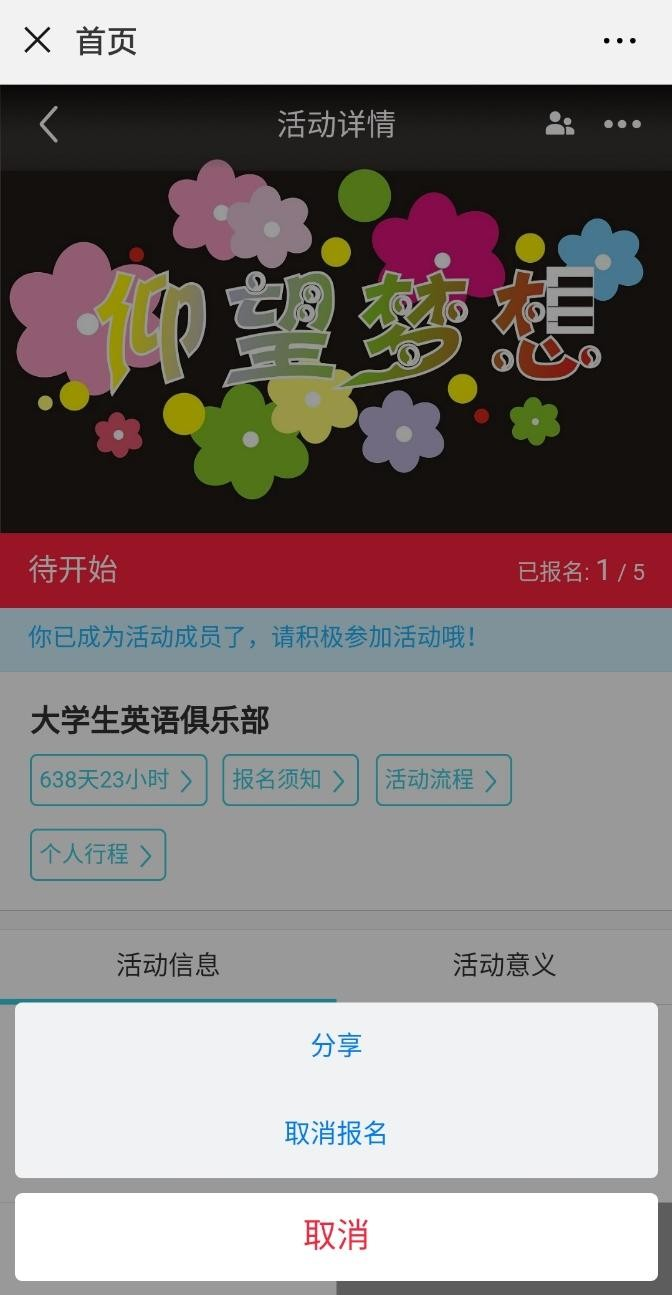 首页
活动详情
仰望梦想
待开始
已报名: 1 / 5
你已成为活动成员了，请积极参加活动哦！
大学生英语俱乐部
638天23小时 报名须知 活动流程
个人行程
活动信息 活动意义
分享
取消报名
取消